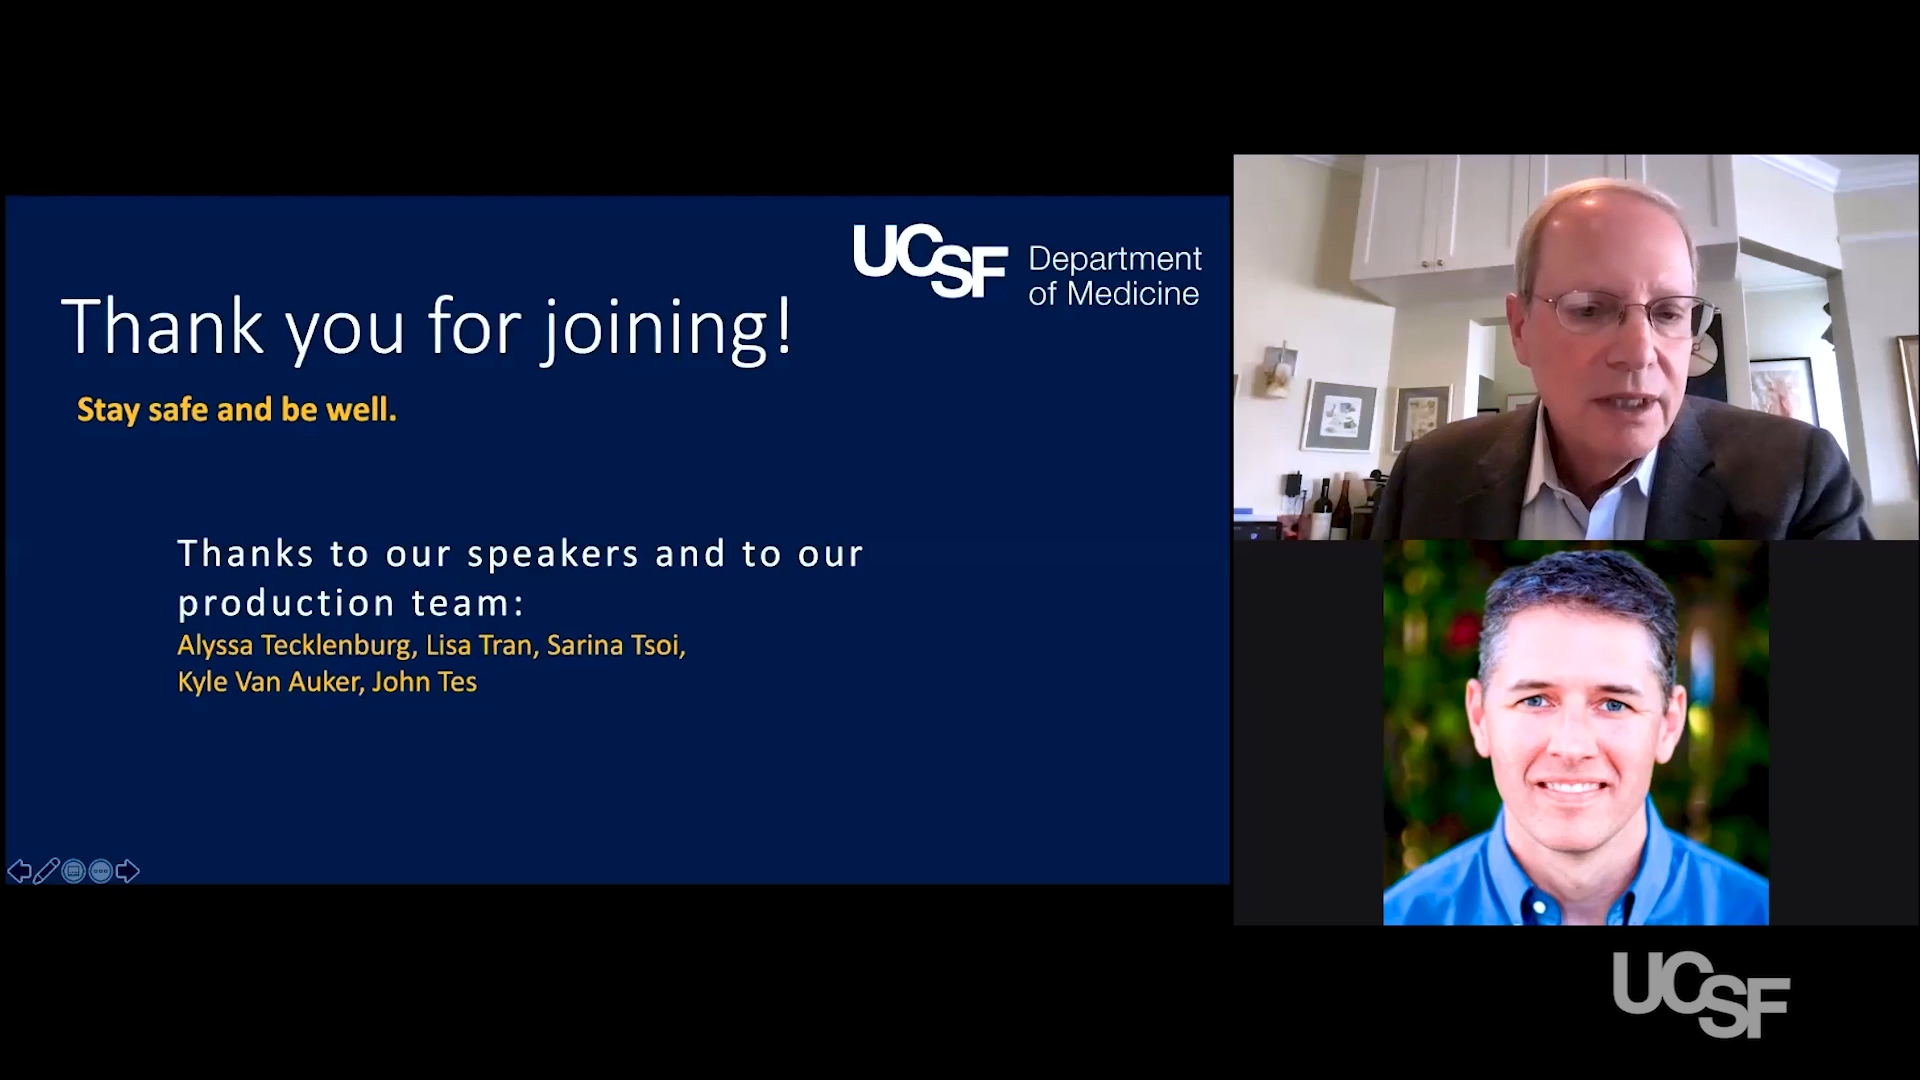 UCSF Department
of Medicine
Thank you for joining!
Stay safe and be well.
Thanks to our speakers and to our
production team:
Alyssa Tecklenburg, Lisa Tran, Sarina Tsoi,
Kyle Van Auker, John Tes
UCSF